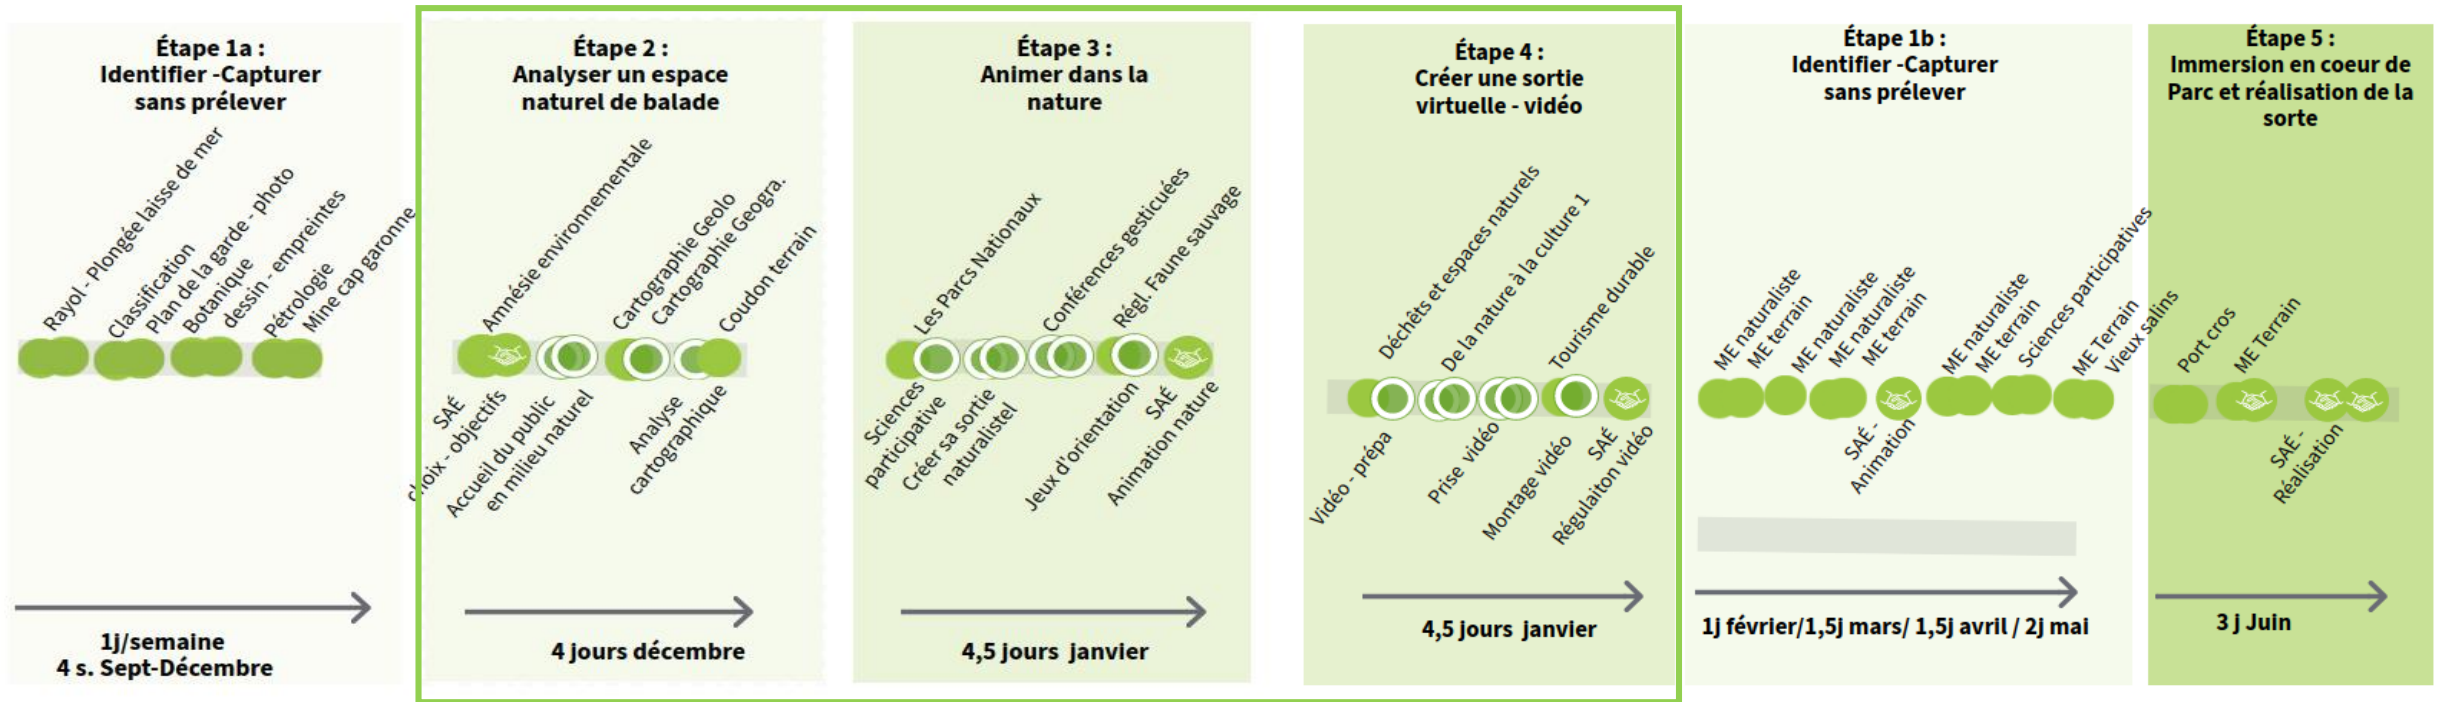 Étape 1a :
Identifier -Capturer
sans prélever
Rayol - Plongée laisse de mer
Classification
Plan de la garde - photo
Botanique
dessin - empreintes
Pétrologie
Mine cap garonne
1j/semaine
4 s. Sept-Décembre
Étape 2 :
Analyser un espace
naturel de balade
Amnésie environnementale
Cartographie Geolo
Cartographie Geogra.
Coudon terrain
SAÉ
choix - objectifs
Accueil du public
en milieu naturel
Analyse
cartographique
4 jours décembre
Étape 3 :
Animer dans la
nature
Les Parcs Nationaux
Conférences gesticuées
Régl. Faune sauvage
Sciences
participative
Créer sa sortie
naturalistel
Jeux d'orientation
SAÉ
Animation nature
4,5 jours janvier
Étape 4 :
Créer une sortie
virtuelle - vidéo
Déchêts et espaces naturels
De la nature à la culture 1
Tourisme durable
Vidéo - prépa
Prise vidéo
Montage vidéo
SAÉ
Régulaiton vidéo
4,5 jours janvier
Étape 1b :
Identifier -Capturer
sans prélever
ME naturaliste
ME terrain
ME naturaliste
ME naturaliste
ME terrain
ME naturaliste
ME terrain
Sciences participatives
ME Terrain
Vieux salins
SAÉ -
Animation
1j février/1,5j mars/ 1,5j avril / 2j mai
Étape 5 :
Immersion en coeur de
Parc et réalisation de la
sorte
Port cros
ME Terrain
SAÉ -
Réalisation
3 j Juin